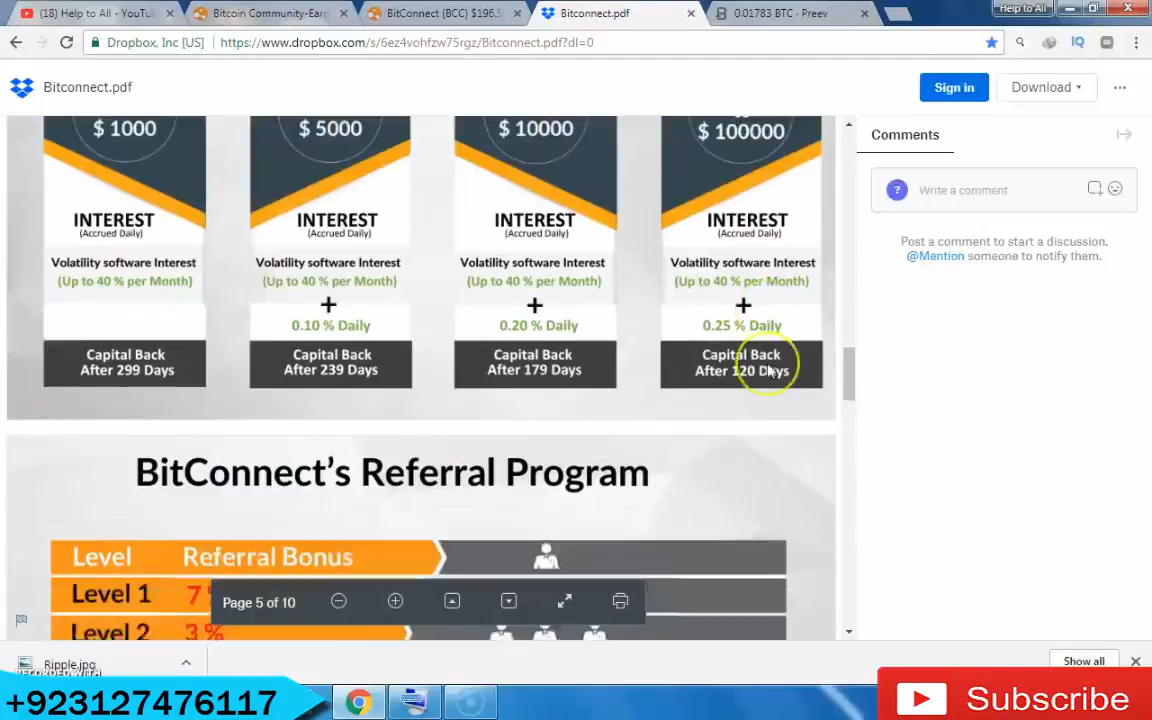 (18) Help to All - YouTu
Bitcoin Community-Earn
BitConnect (BCC) $196.5
Bitconnect.pdf
0.01783 BTC - Preev
Help to All
Dropbox, Inc [US]
https://www.dropbox.com/s/6ez4vohfzw75rgz/Bitconnect.pdf?dl=0
IQ
Bitconnect.pdf
Sign in
Download
Comments
Write a comment
Post a comment to start a discussion.
@Mention someone to notify them.
$ 1000
$ 5000
$ 10000
$ 100000
INTEREST
(Accrued Daily)
INTEREST
(Accrued Daily)
INTEREST
(Accrued Daily)
INTEREST
(Accrued Daily)
Volatility software Interest
(Up to 40 % per Month)
Volatility software Interest
(Up to 40 % per Month)
+
0.10 % Daily
Volatility software Interest
(Up to 40 % per Month)
+
0.20 % Daily
Volatility software Interest
(Up to 40 % per Month)
+
0.25 % Daily
Capital Back
After 299 Days
Capital Back
After 239 Days
Capital Back
After 179 Days
Capital Back
After 120 Days
BitConnect's Referral Program
Level Referral Bonus
Level 1 7
Level 2 3 %
Page 5 of 10
Ripple.jpg
Show all
RECORDED WITH
+923127476117
Subscribe